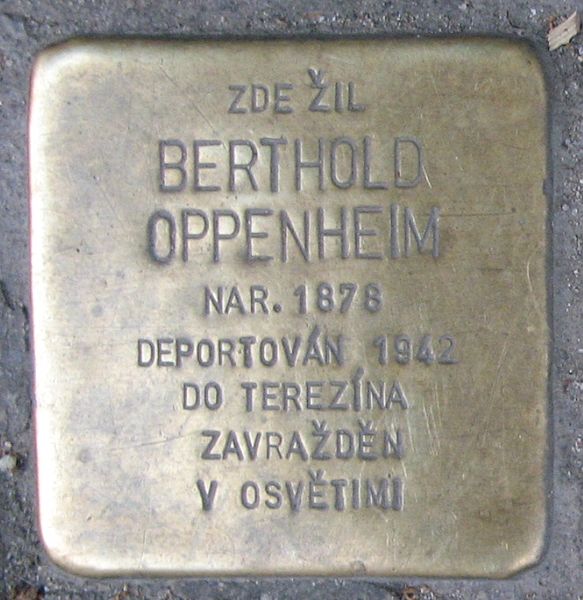 ZDE ŽIL
BERTHOLD
OPPENHEIM
NAR. 1878
DEPORTOVÁN 1942
DO TEREZÍNA
ZAVRAŽDĚN
V OSVĚTIMI